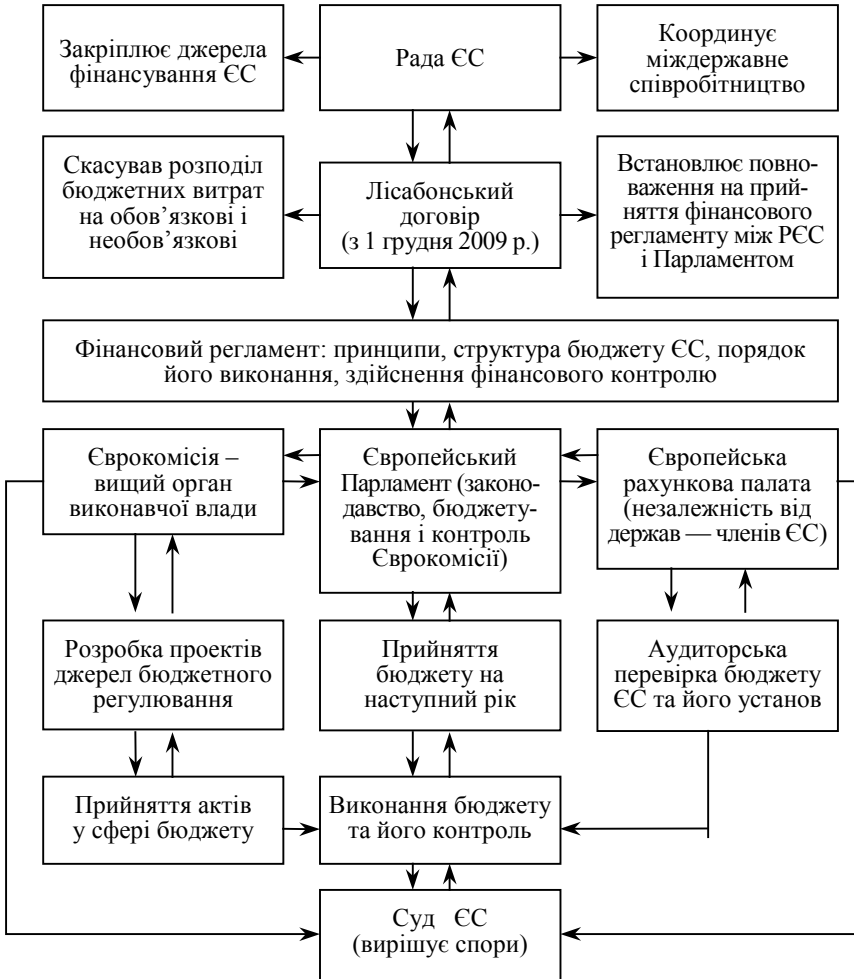 Закріплює джерела
фінансування ЄС
Рада ЄС
Координує
міждержавне
співробітництво
Скасував розподіл
бюджетних витрат
на обов’язкові і
необов’язкові
Лісабонський
договір
(з 1 грудня 2009 р.)
Встановлює повно-
важення на прий-
няття фінансового
регламенту між РЄС
і Парламентом
Фінансовий регламент: принципи, структура бюджету ЄС, порядок
його виконання, здійснення фінансового контролю
Єврокомісія –
вищий орган
виконавчої влади
Європейський
Парламент (законо-
давство, бюджету-
вання і контроль
Єврокомісії)
Європейська
рахункова палата
(незалежність від
держав — членів ЄС)
Розробка проектів
джерел бюджетного
регулювання
Прийняття
бюджету на
наступний рік
Аудиторська
перевірка бюджету
ЄС та його установ
Прийняття актів
у сфері бюджету
Виконання бюджету
та його контроль
Суд ЄС
(вирішує спори)